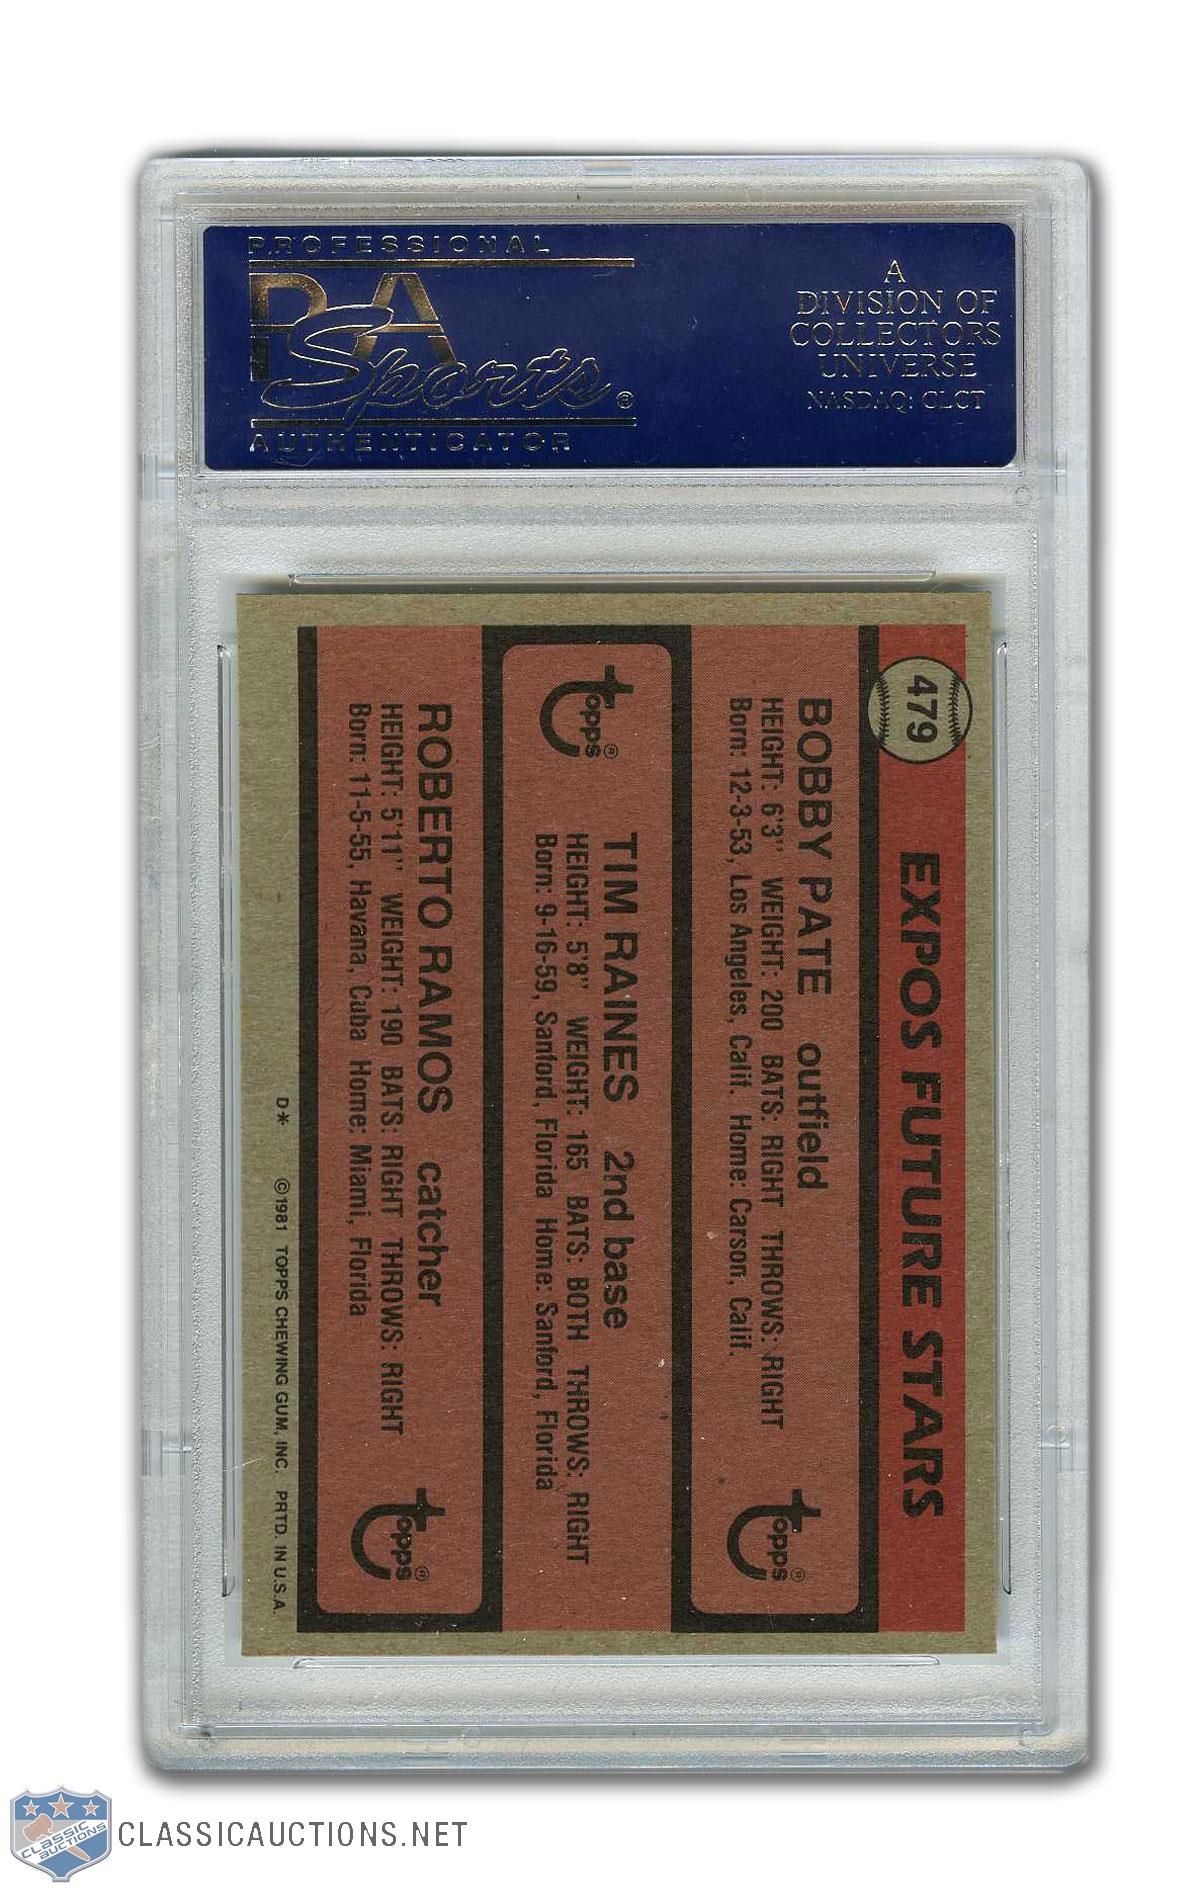 PROFESSIONAL
PSA
Sports®
AUTHENTICATOR
A
DIVISION OF
COLLECTORS
UNIVERSE
NASDAQ: CLCT
479
EXPOS FUTURE STARS
BOBBY PATE outfield
HEIGHT: 6'3" WEIGHT: 200 BATS: RIGHT THROWS: RIGHT
Born: 12-3-53, Los Angeles, Calif. Home: Carson, Calif.
topps®
topps®
TIM RAINES 2nd base
HEIGHT: 5'8" WEIGHT: 165 BATS: BOTH THROWS: RIGHT
Born: 9-16-59, Sanford, Florida Home: Sanford, Florida
ROBERTO RAMOS catcher
HEIGHT: 5'11" WEIGHT: 190 BATS: RIGHT THROWS: RIGHT
Born: 11-5-55, Havana, Cuba Home: Miami, Florida
topps®
D* ©1981 TOPPS CHEWING GUM, INC. PRTD. IN U.S.A.
CLASSIC
AUCTIONS
CLASSICAUCTIONS.NET